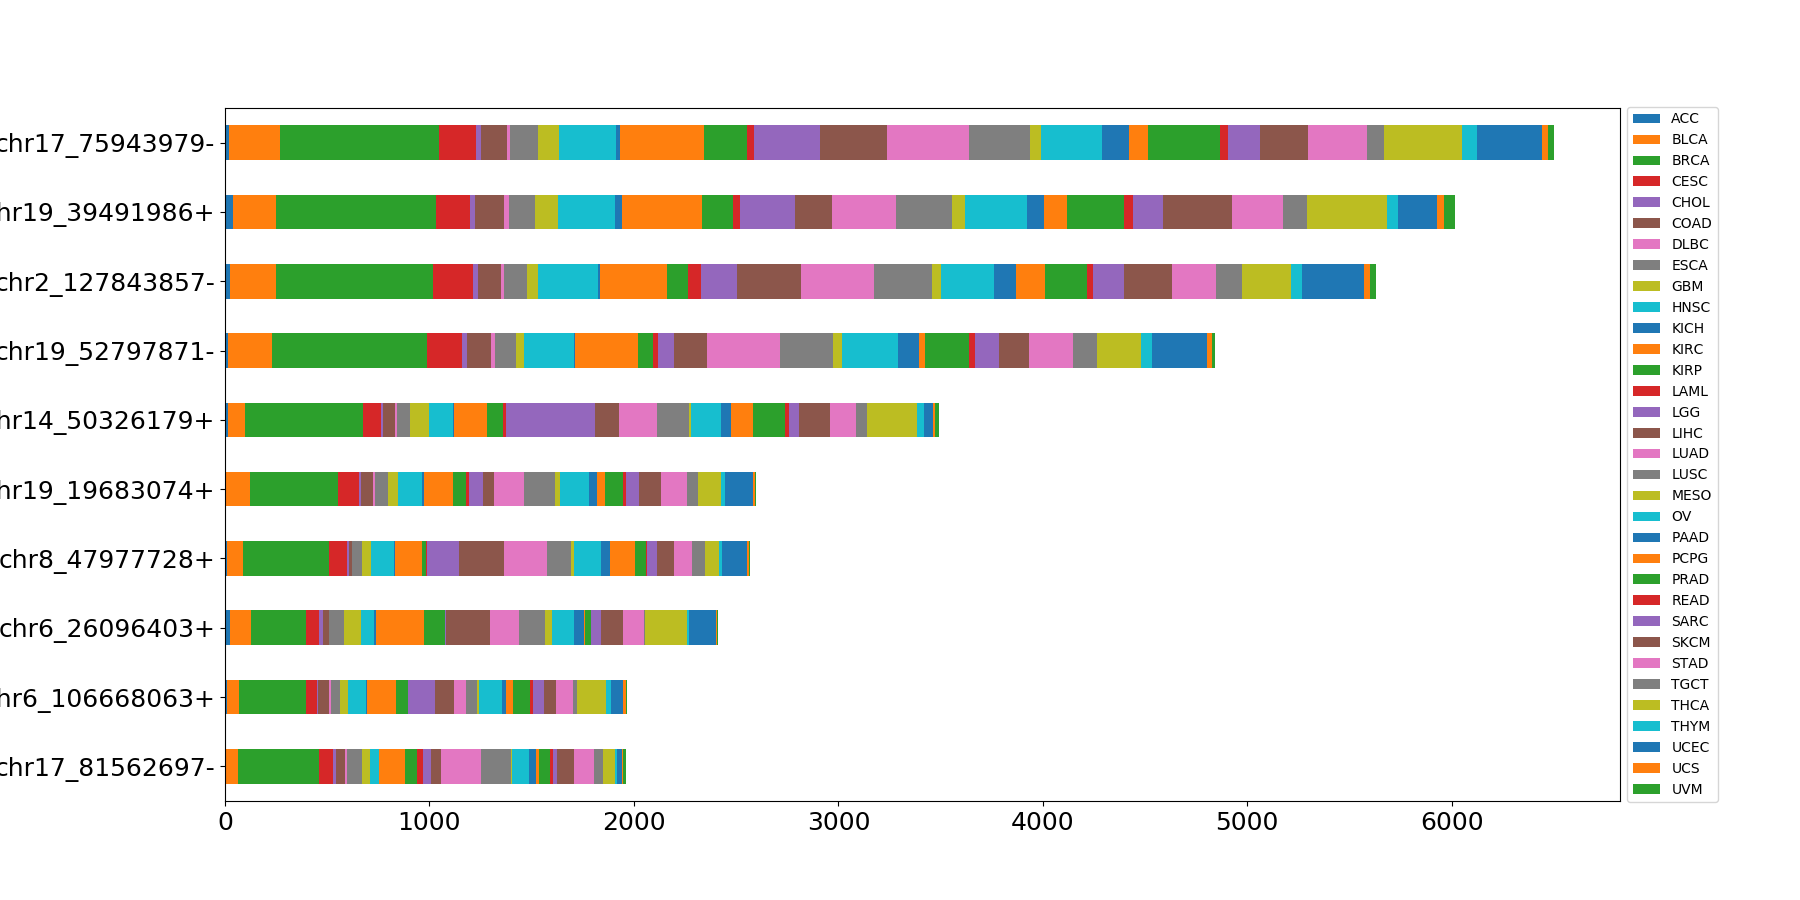 chr17_75943979-
hr19_39491986+
chr2_127843857-
chr19_52797871-
hr14_50326179+
hr19_19683074+
chr8_47977728+
chr6_26096403+
hr6_106668063+
chr17_81562697-
0 1000 2000 3000 4000 5000 6000
ACC
BLCA
BRCA
CESC
CHOL
COAD
DLBC
ESCA
GBM
HNSC
KICH
KIRC
KIRP
LAML
LGG
LIHC
LUAD
LUSC
MESO
OV
PAAD
PCPG
PRAD
READ
SARC
SKCM
STAD
TGCT
THCA
THYM
UCEC
UCS
UVM